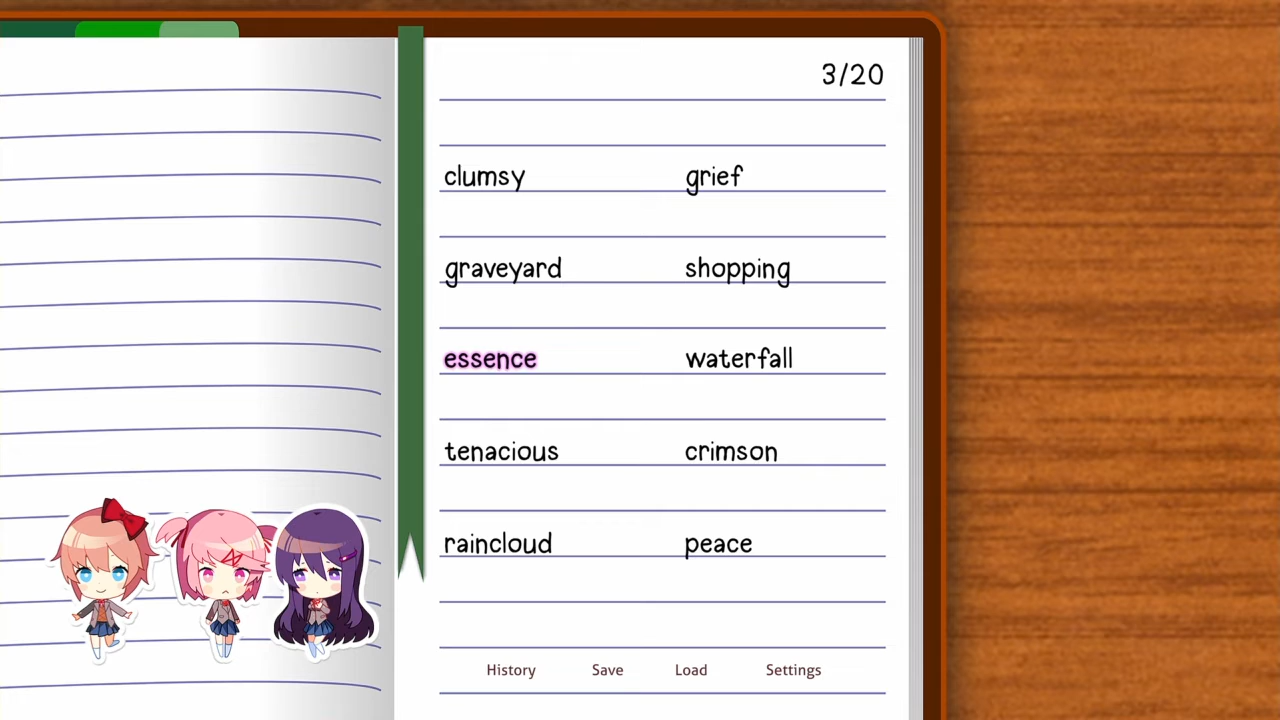 3/20
clumsy grief
graveyard shopping
essence waterfall
tenacious crimson
raincloud peace
History Save Load Settings